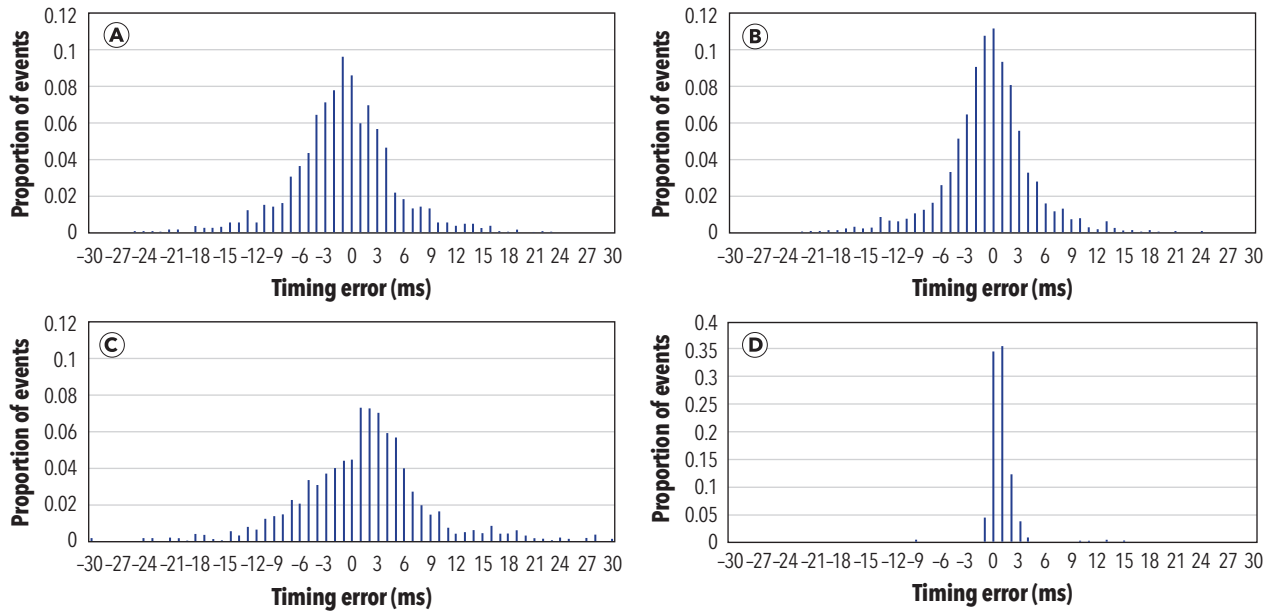 A
Proportion of events
0.12
0.1
0.08
0.06
0.04
0.02
0
–30 –27 –24 –21 –18 –15 –12 –9 –6 –3 0 3 6 9 12 15 18 21 24 27 30
Timing error (ms)
B
Proportion of events
0.12
0.1
0.08
0.06
0.04
0.02
0
–30 –27 –24 –21 –18 –15 –12 –9 –6 –3 0 3 6 9 12 15 18 21 24 27 30
Timing error (ms)
C
Proportion of events
0.12
0.1
0.08
0.06
0.04
0.02
0
–30 –27 –24 –21 –18 –15 –12 –9 –6 –3 0 3 6 9 12 15 18 21 24 27 30
Timing error (ms)
D
Proportion of events
0.4
0.35
0.3
0.25
0.2
0.15
0.1
0.05
0
–30 –27 –24 –21 –18 –15 –12 –9 –6 –3 0 3 6 9 12 15 18 21 24 27 30
Timing error (ms)